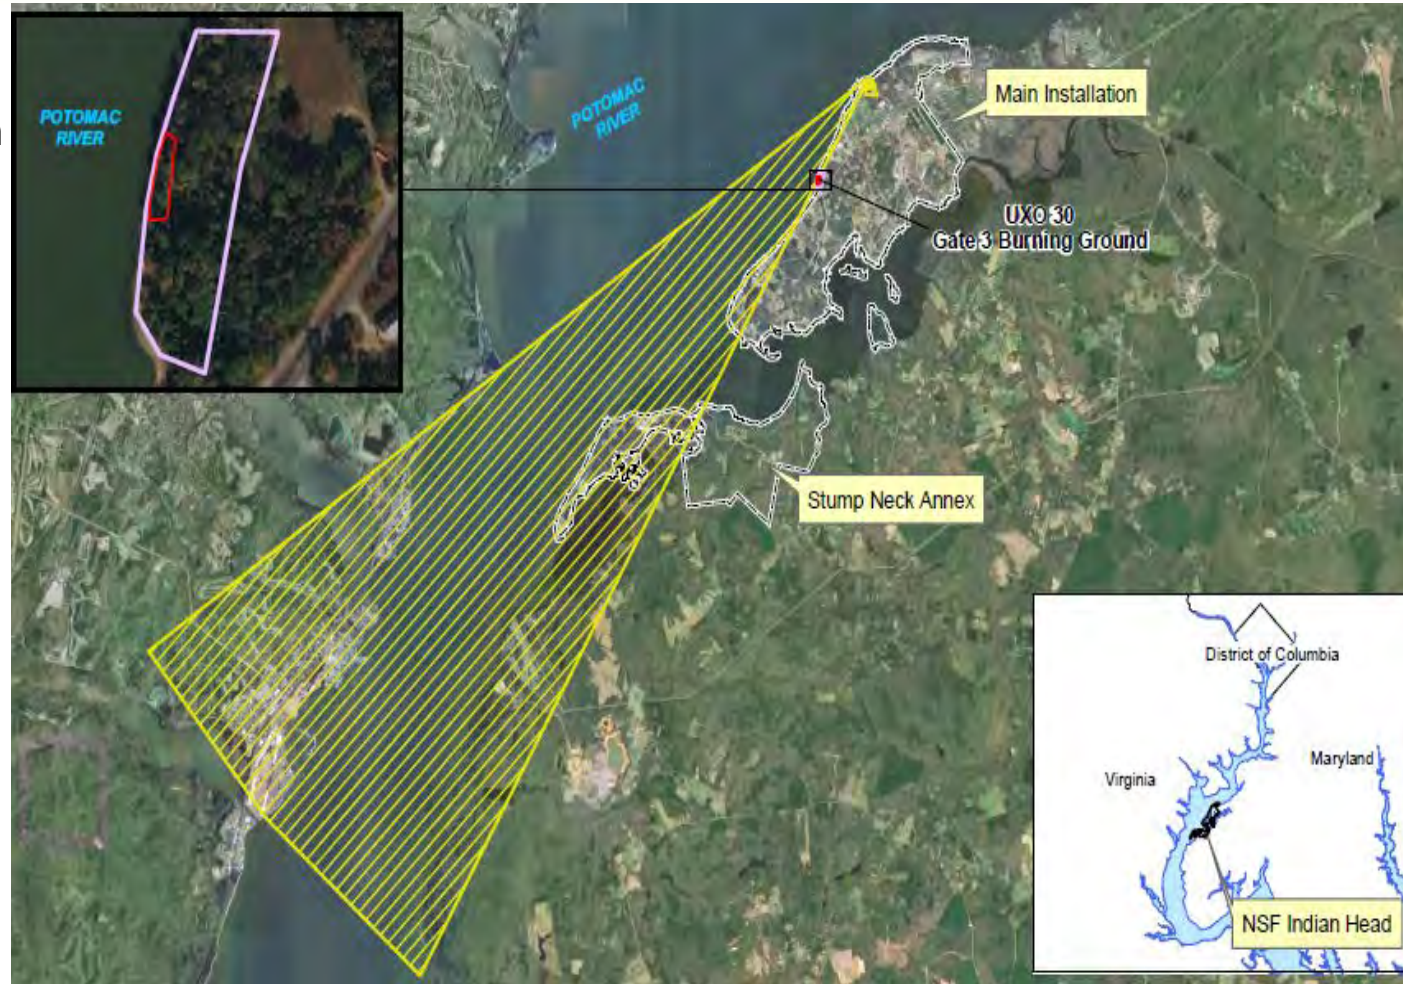 POTOMAC
RIVER
POTOMAC
RIVER
Main Installation
UXO 30
Gate 3 Burning Ground
Stump Neck Annex
District of Columbia
Virginia
Maryland
NSF Indian Head